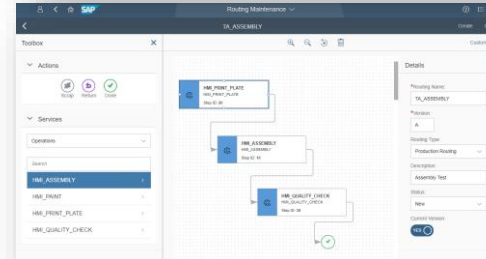 SAP
Routing Maintenance
TA_ASSEMBLY
Create
Toolbox
Custom
Actions
Scrap
Return
Done
Services
Operations
Search
HMI_ASSEMBLY
HMI_PAINT
HMI_PRINT_PLATE
HMI_QUALITY_CHECK
HMI_PRINT_PLATE
HMI_PRINT_PLATE
HMI_ASSEMBLY
HMI_ASSEMBLY
HMI_QUALITY_CHECK
HMI_QUALITY_CHECK
Details
*Routing Name:
TA_ASSEMBLY
*Version:
A
Routing Type:
Production Routing
Description:
Assembly Test
Status:
New
Current Version:
YES